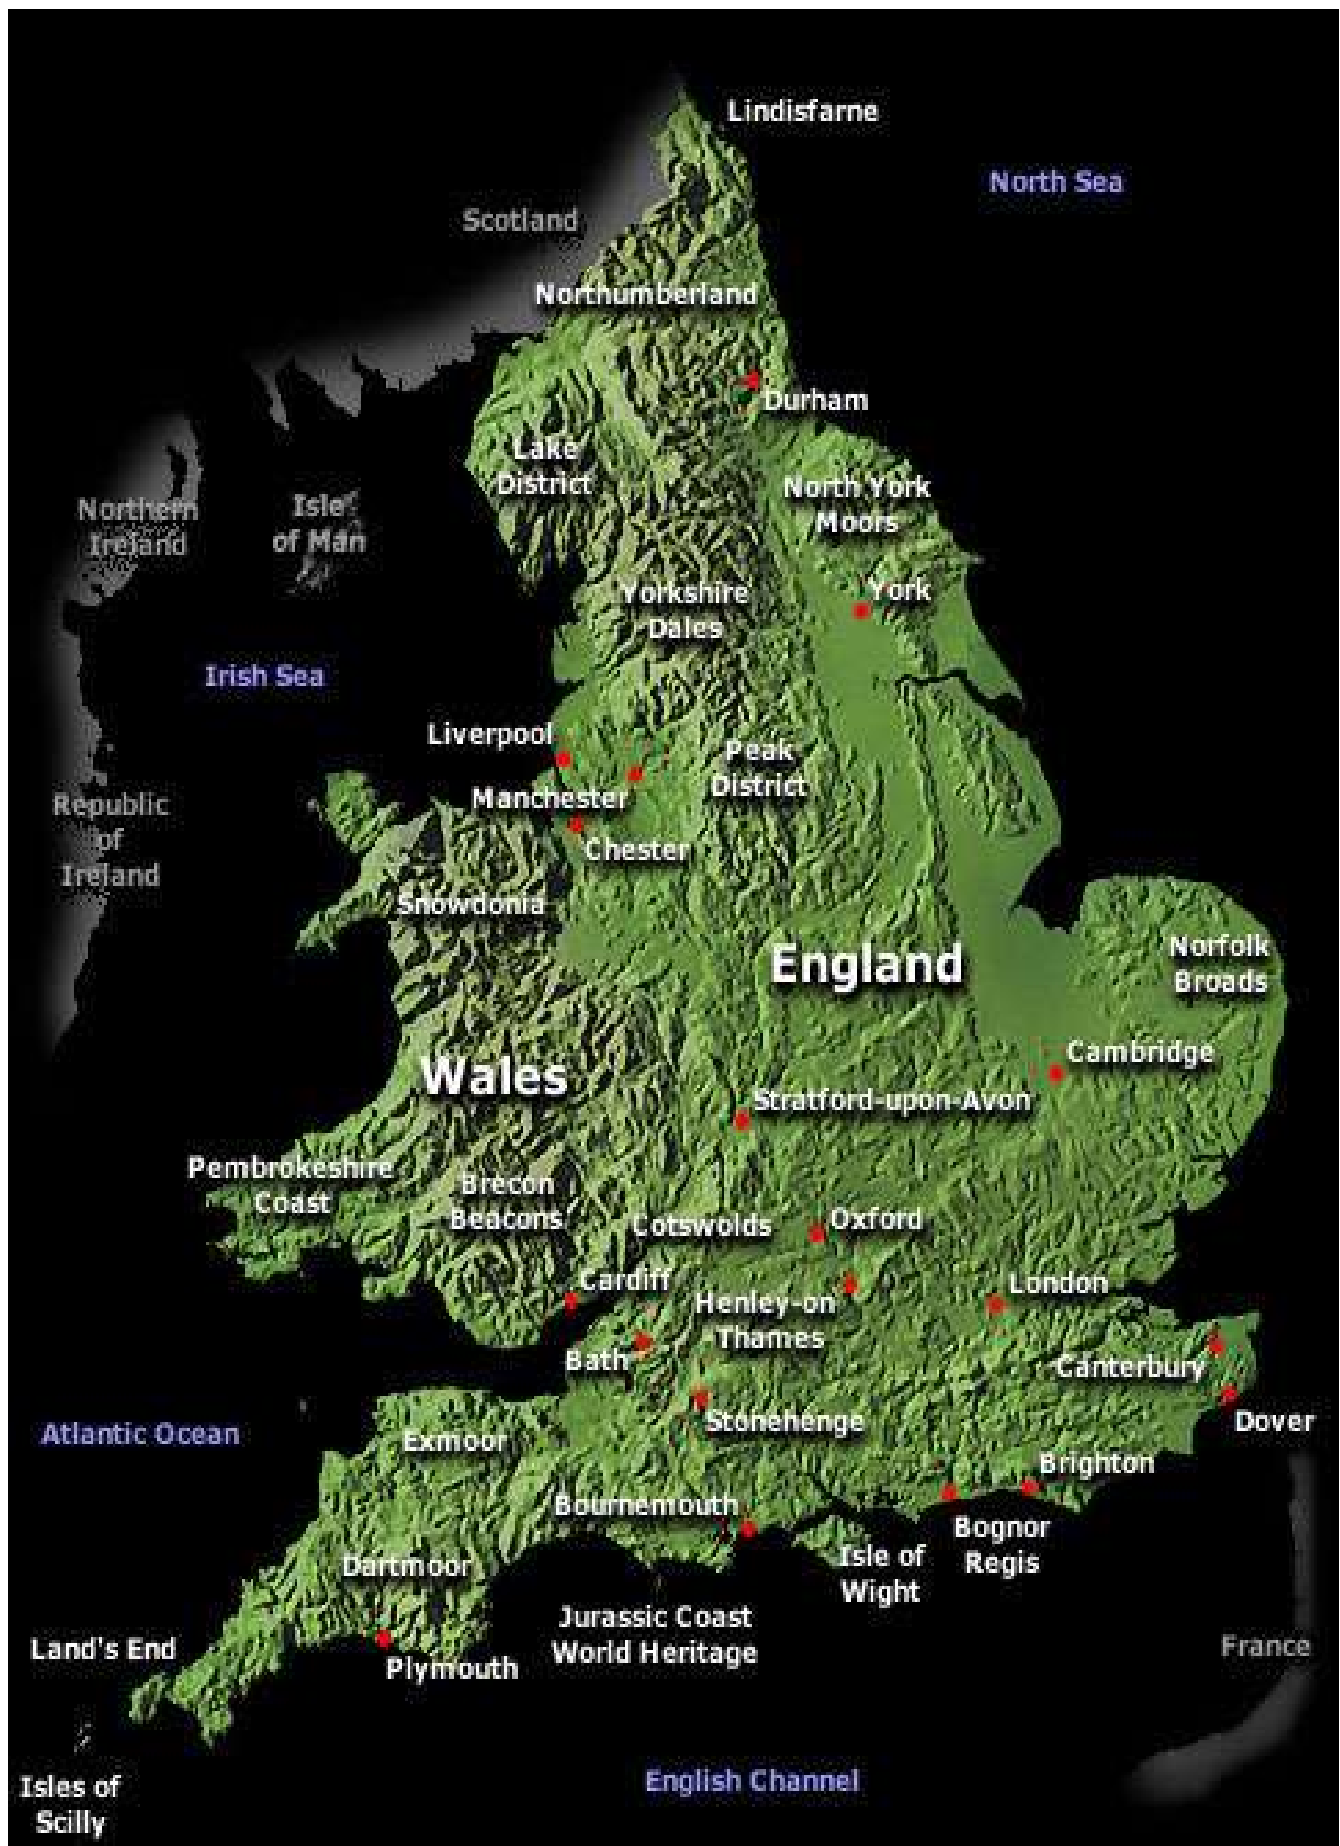 Lindisfarne
North Sea
Scotland
Northumberland
Durham
Lake
District
North York
Moors
Northern
Ireland
Isle
of Man
York
Yorkshire
Dales
Irish Sea
Liverpool
Peak
District
Manchester
Republic
of
Ireland
Chester
Snowdonia
England
Norfolk
Broads
Cambridge
Wales
Stratford-upon-Avon
Pembrokeshire
Coast
Brecon
Beacons
Cotswolds
Oxford
Cardiff
London
Henley-on
Thames
Bath
Canterbury
Stonehenge
Dover
Atlantic Ocean
Exmoor
Brighton
Bournemouth
Bognor
Regis
Isle of
Wight
Dartmoor
Jurassic Coast
World Heritage
Land's End
Plymouth
France
English Channel
Isles of
Scilly